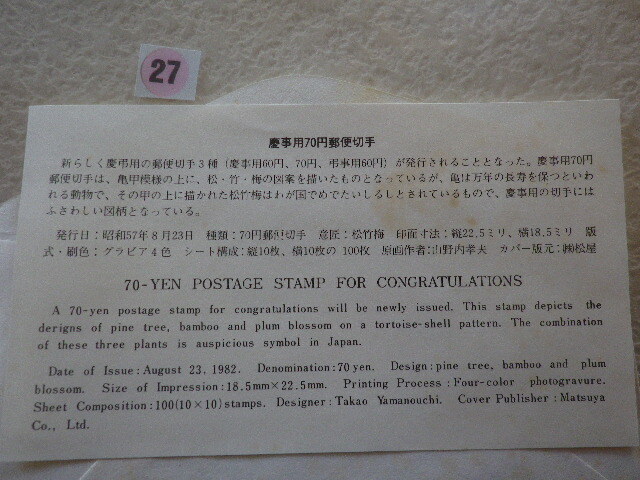 27
慶事用70円郵便切手
新らしく慶弔用の郵便切手3種(慶事用60円、70円、弔事用60円)が発行されることとなった。慶事用70円
郵便切手は、亀甲模様の上に、松・竹・梅の図案を描いたものとなっているが、亀は万年の長寿を保つといわ
れる動物で、その甲の上に描かれた松竹梅はわが国でめでたいしるしとされているもので、慶事用の切手には
ふさわしい図柄となっている。
発行日:昭和57年8月23日 種類:70円郵便切手 意匠:松竹梅 印面寸法:縦22.5ミリ、横18.5ミリ 版
式・刷色:グラビア4色 シート構成:縦10枚、横10枚の100枚 原画作者:山野内孝夫 カバー版元:㈱松屋
70-YEN POSTAGE STAMP FOR CONGRATULATIONS
A 70-yen postage stamp for congratulations will be newly issued. This stamp depicts the
derigns of pine tree, bamboo and plum blossom on a tortoise-shell pattern. The combination
of these three plants is auspicious symbol in Japan.
Date of Issue: August 23, 1982. Denomination: 70 yen. Design: pine tree, bamboo and plum
blossom. Size of Impression: 18.5mm×22.5mm. Printing Process: Four-color photogravure.
Sheet Composition: 100(10×10) stamps. Designer: Takao Yamanouchi. Cover Publisher: Matsuya
Co., Ltd.